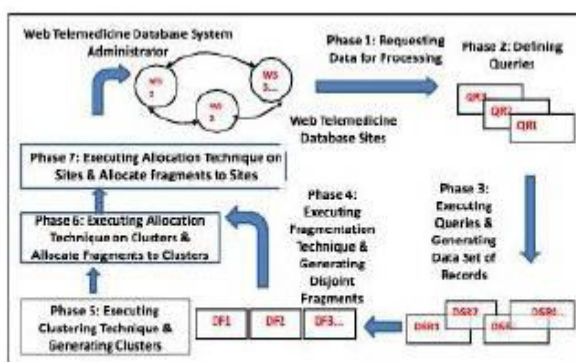 Web Telemedicine Database System
Administrator
Phase 1: Requesting
Data for Processing
Phase 2: Defining
Queries
WS
WS
3...
WS
Web Telemedicine
Database Sites
QR3
QR2
QR1
Phase 7: Executing Allocation Technique on
Sites & Allocate Fragments to Sites
Phase 4:
Executing
Fragmentation
Technique &
Generating
Disjoint
Fragments
Phase 3:
Executing
Queries &
Generating
Data Set of
Records
Phase 6: Executing Allocation
Technique on Clusters &
Allocate Fragments to Clusters
Phase 5: Executing
Clustering Technique &
Generating Clusters
DF1
DF2
DF3...
DSR2